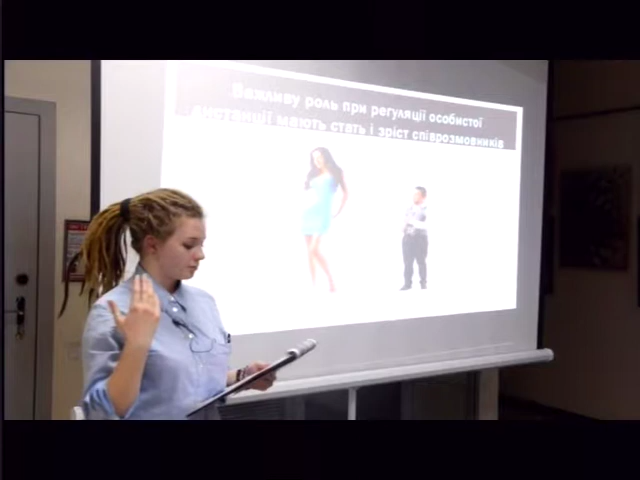 Важливу роль при регуляції особистої
дистанції мають стать і зріст співрозмовників